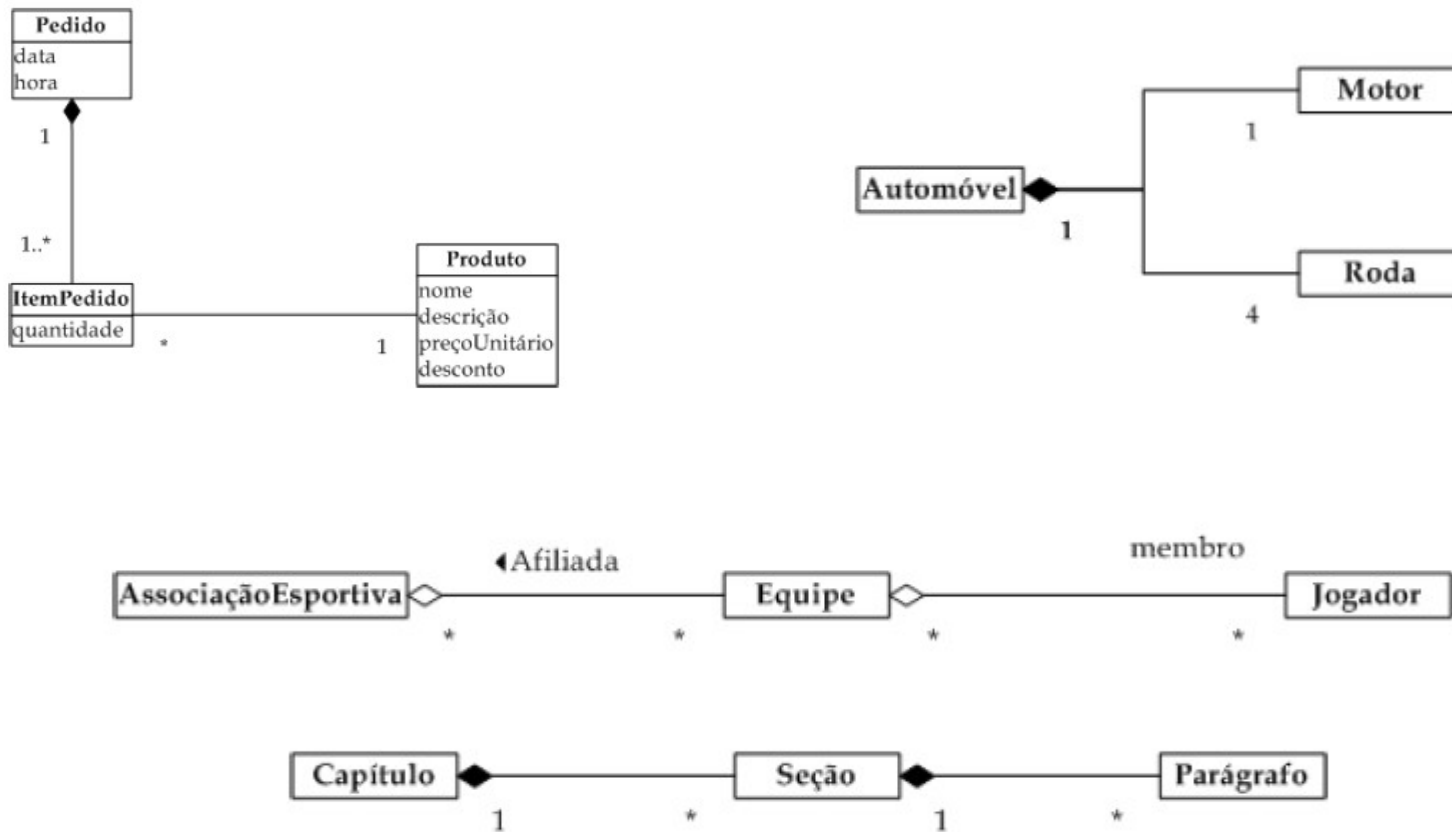 Pedido
data
hora
1
1..*
ItemPedido
quantidade
*
1
Produto
nome
descrição
preçoUnitário
desconto
Automóvel
1
Motor
1
Roda
4
AssociaçãoEsportiva
◀Afiliada
*
*
Equipe
membro
*
*
Jogador
Capítulo
1
*
Seção
1
*
Parágrafo